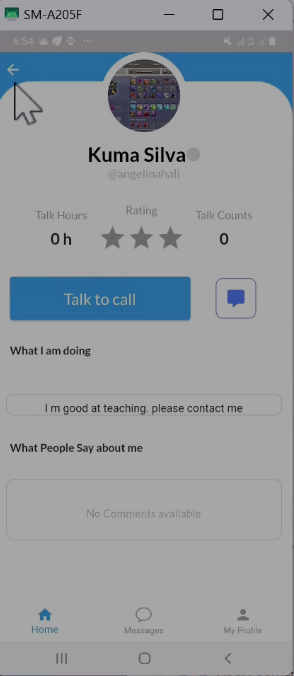 SM-A205F
6:54
Kuma Silva
@angelinahall
Talk Hours
Rating
Talk Counts
0 h
0
Talk to call
What I am doing
I m good at teaching. please contact me
What People Say about me
No Comments available
Home
Messages
My Profile